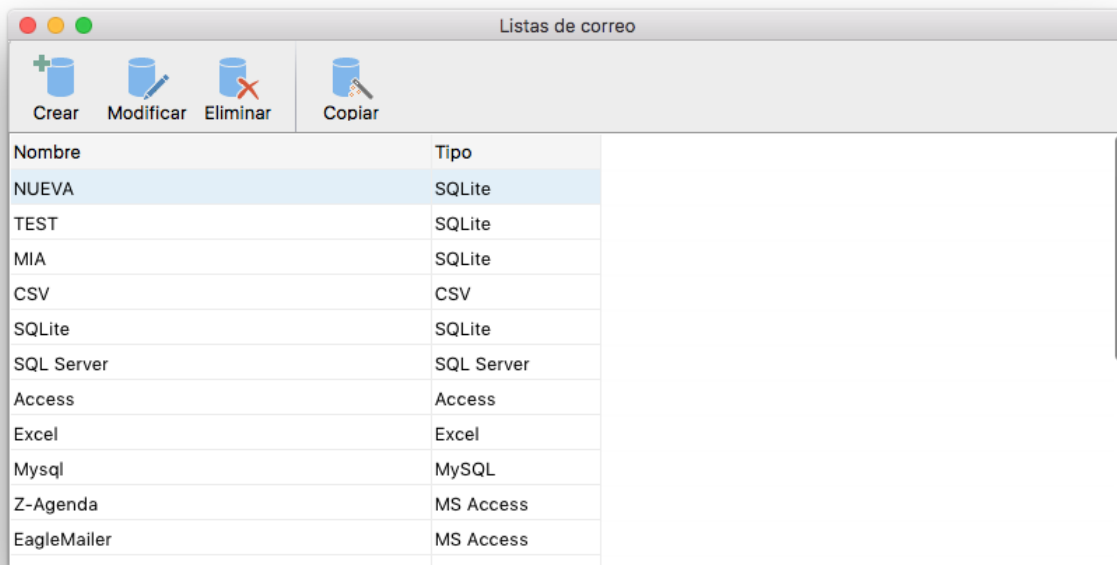 Listas de correo
Crear Modificar Eliminar Copiar
Nombre Tipo
NUEVA SQLite
TEST SQLite
MIA SQLite
CSV CSV
SQLite SQLite
SQL Server SQL Server
Access Access
Excel Excel
Mysql MySQL
Z-Agenda MS Access
EagleMailer MS Access